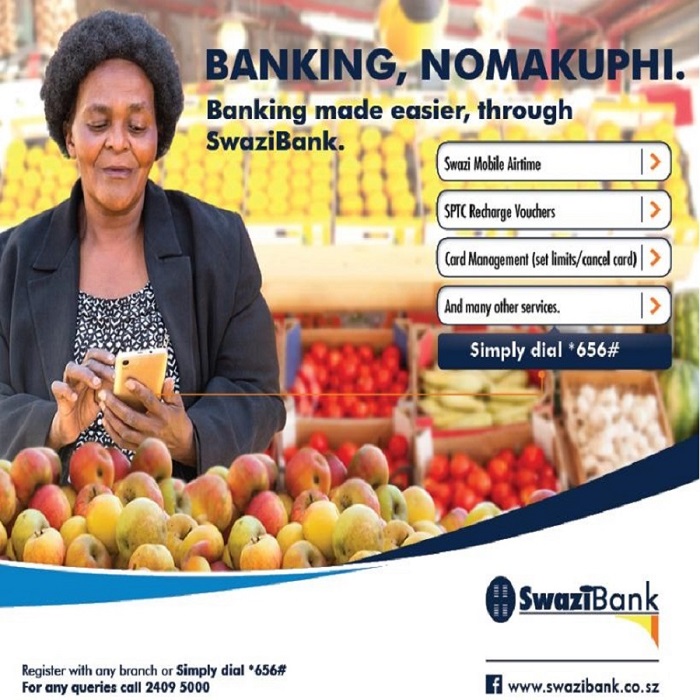 BANKING, NOMAKUPHI.
Banking made easier, through
SwaziBank.
Swazi Mobile Airtime
SPTC Recharge Vouchers
Card Management (set limits/cancel card)
And many other services.
Simply dial *656#
SwaziBank
Register with any branch or Simply dial *656#
For any queries call 2409 5000
www.swazibank.co.sz